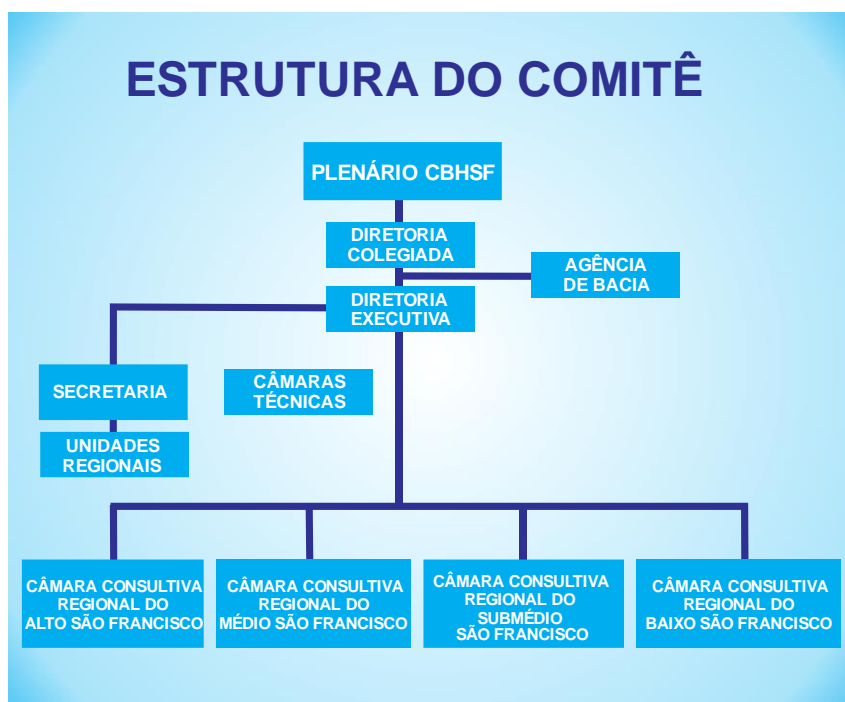 ESTRUTURA DO COMITÊ
PLENÁRIO CBHSF
DIRETORIA
COLEGIADA
AGÊNCIA
DE BACIA
DIRETORIA
EXECUTIVA
SECRETARIA
CÂMARAS
TÉCNICAS
UNIDADES
REGIONAIS
CÂMARA CONSULTIVA
REGIONAL DO
ALTO SÃO FRANCISCO
CÂMARA CONSULTIVA
REGIONAL DO
MÉDIO SÃO FRANCISCO
CÂMARA CONSULTIVA
REGIONAL DO
SUBMÉDIO
SÃO FRANCISCO
CÂMARA CONSULTIVA
REGIONAL DO
BAIXO SÃO FRANCISCO